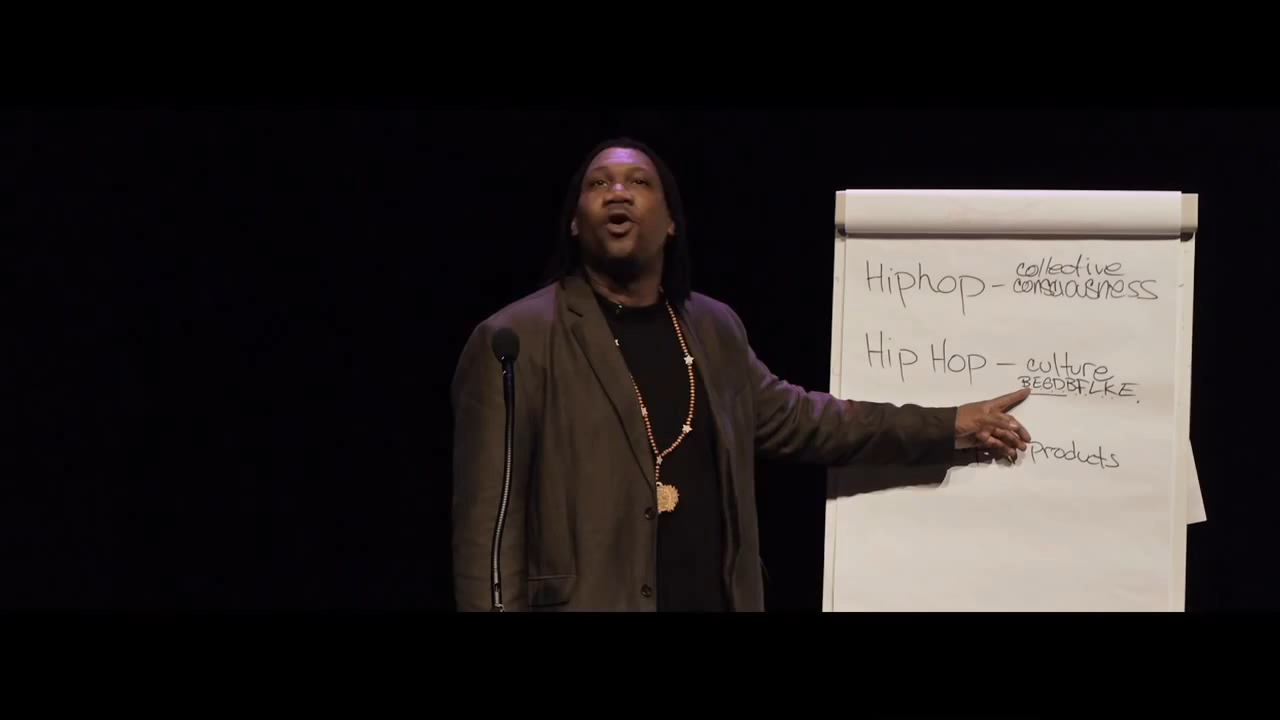 Hiphop - collective
consciousness
Hip Hop - culture
BEGDBFLKE.
products